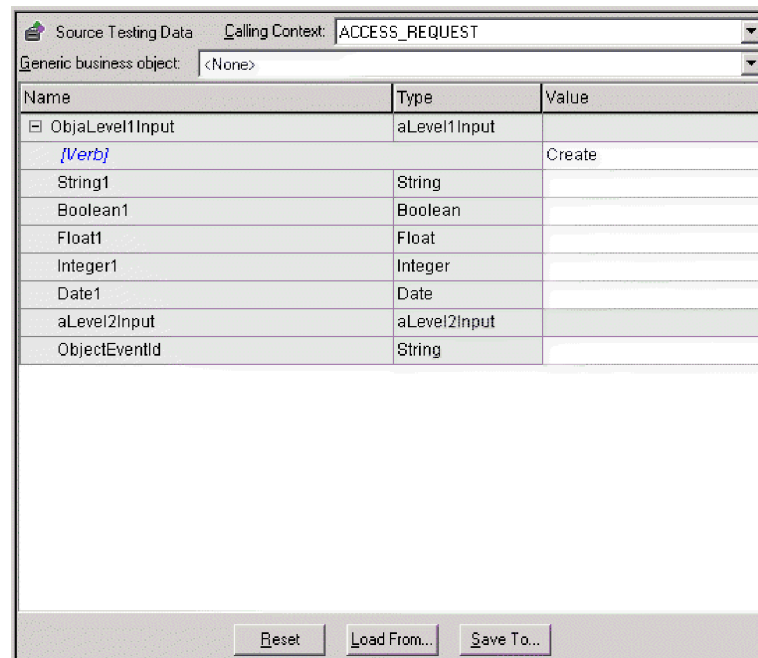 Source Testing Data Calling Context: ACCESS_REQUEST
Generic business object: <None>
Name Type Value
ObjaLevel1Input aLevel1Input
[Verb] Create
String1 String
Boolean1 Boolean
Float1 Float
Integer1 Integer
Date1 Date
aLevel2Input aLevel2Input
ObjectEventId String
Reset Load From... Save To...